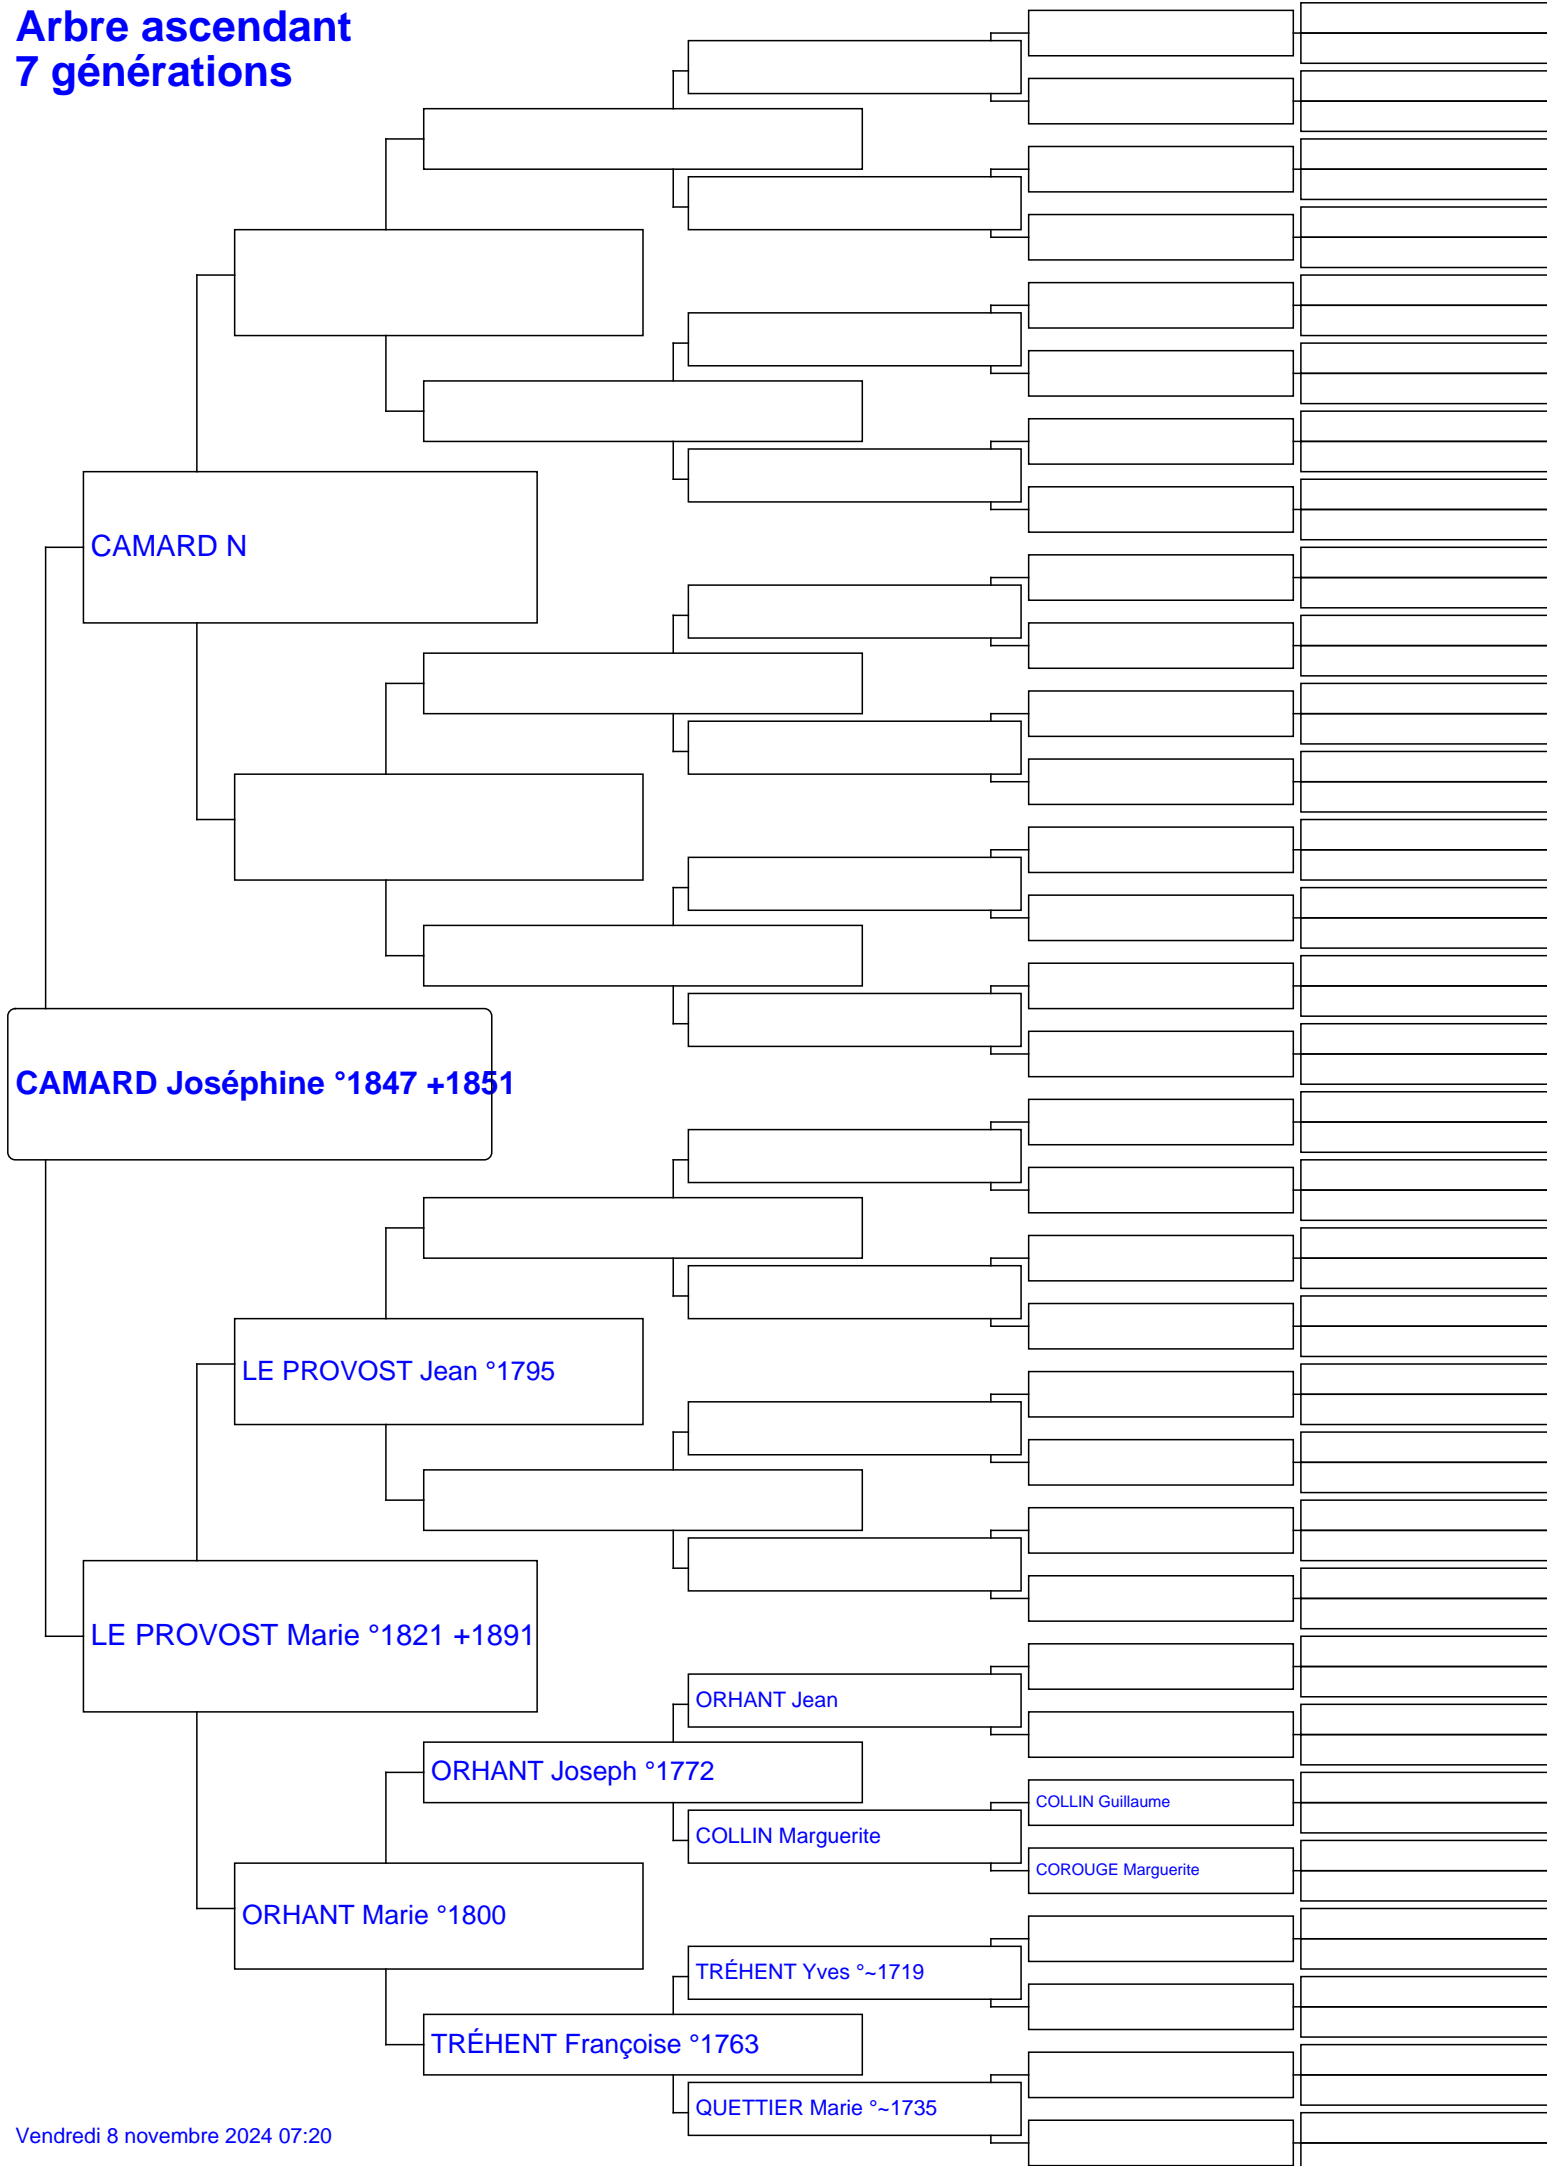 Arbre ascendant
7 générations
CAMARD N
CAMARD Joséphine °1847 +1851
LE PROVOST Jean °1795
LE PROVOST Marie °1821 +1891
ORHANT Jean
ORHANT Joseph °1772
COLLIN Guillaume
COLLIN Marguerite
COROUGE Marguerite
ORHANT Marie °1800
TRÉHENT Yves °~1719
TRÉHENT Françoise °1763
QUETTIER Marie °~1735
Vendredi 8 novembre 2024 07:20